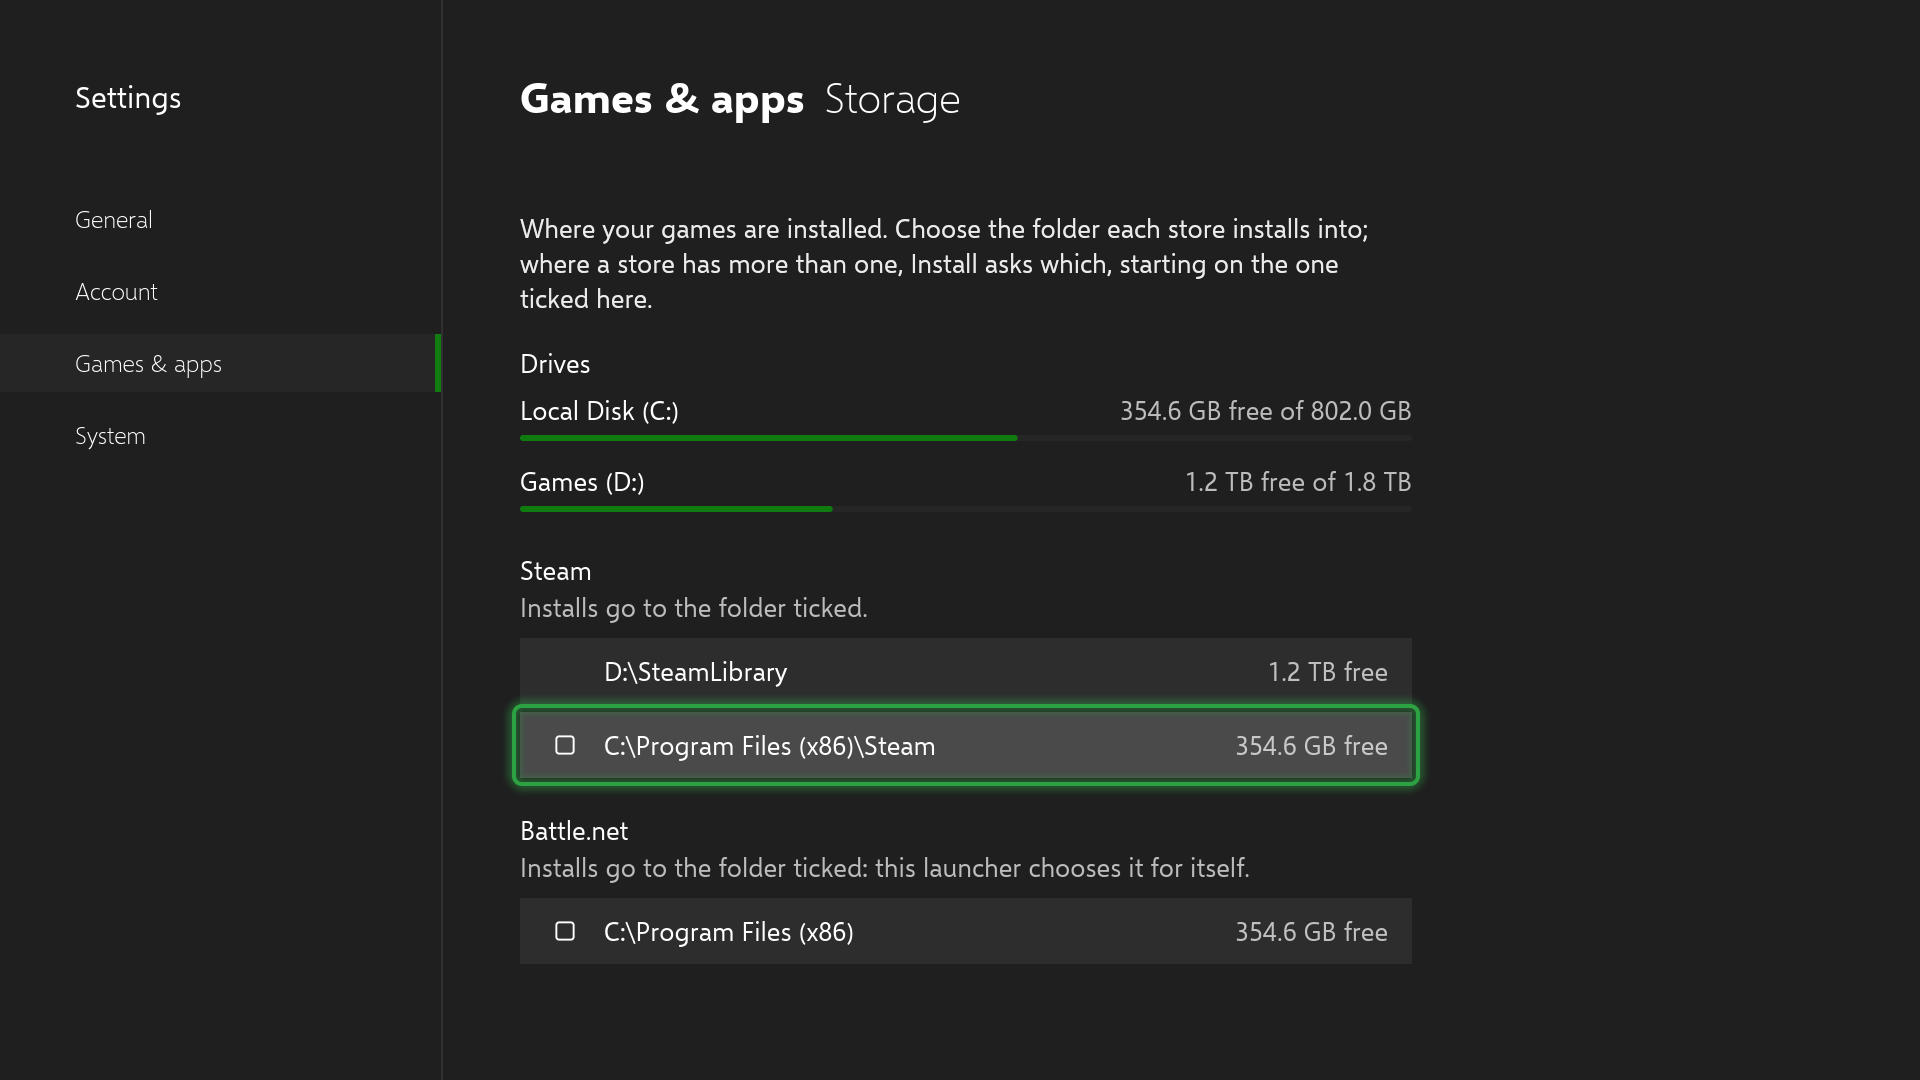 Settings
General
Account
Games & apps
System
Games & apps Storage
Where your games are installed. Choose the folder each store installs into;
where a store has more than one, Install asks which, starting on the one
ticked here.
Drives
Local Disk (C:) 354.6 GB free of 802.0 GB
Games (D:) 1.2 TB free of 1.8 TB
Steam
Installs go to the folder ticked.
D:\SteamLibrary 1.2 TB free
C:\Program Files (x86)\Steam 354.6 GB free
Battle.net
Installs go to the folder ticked: this launcher chooses it for itself.
C:\Program Files (x86) 354.6 GB free